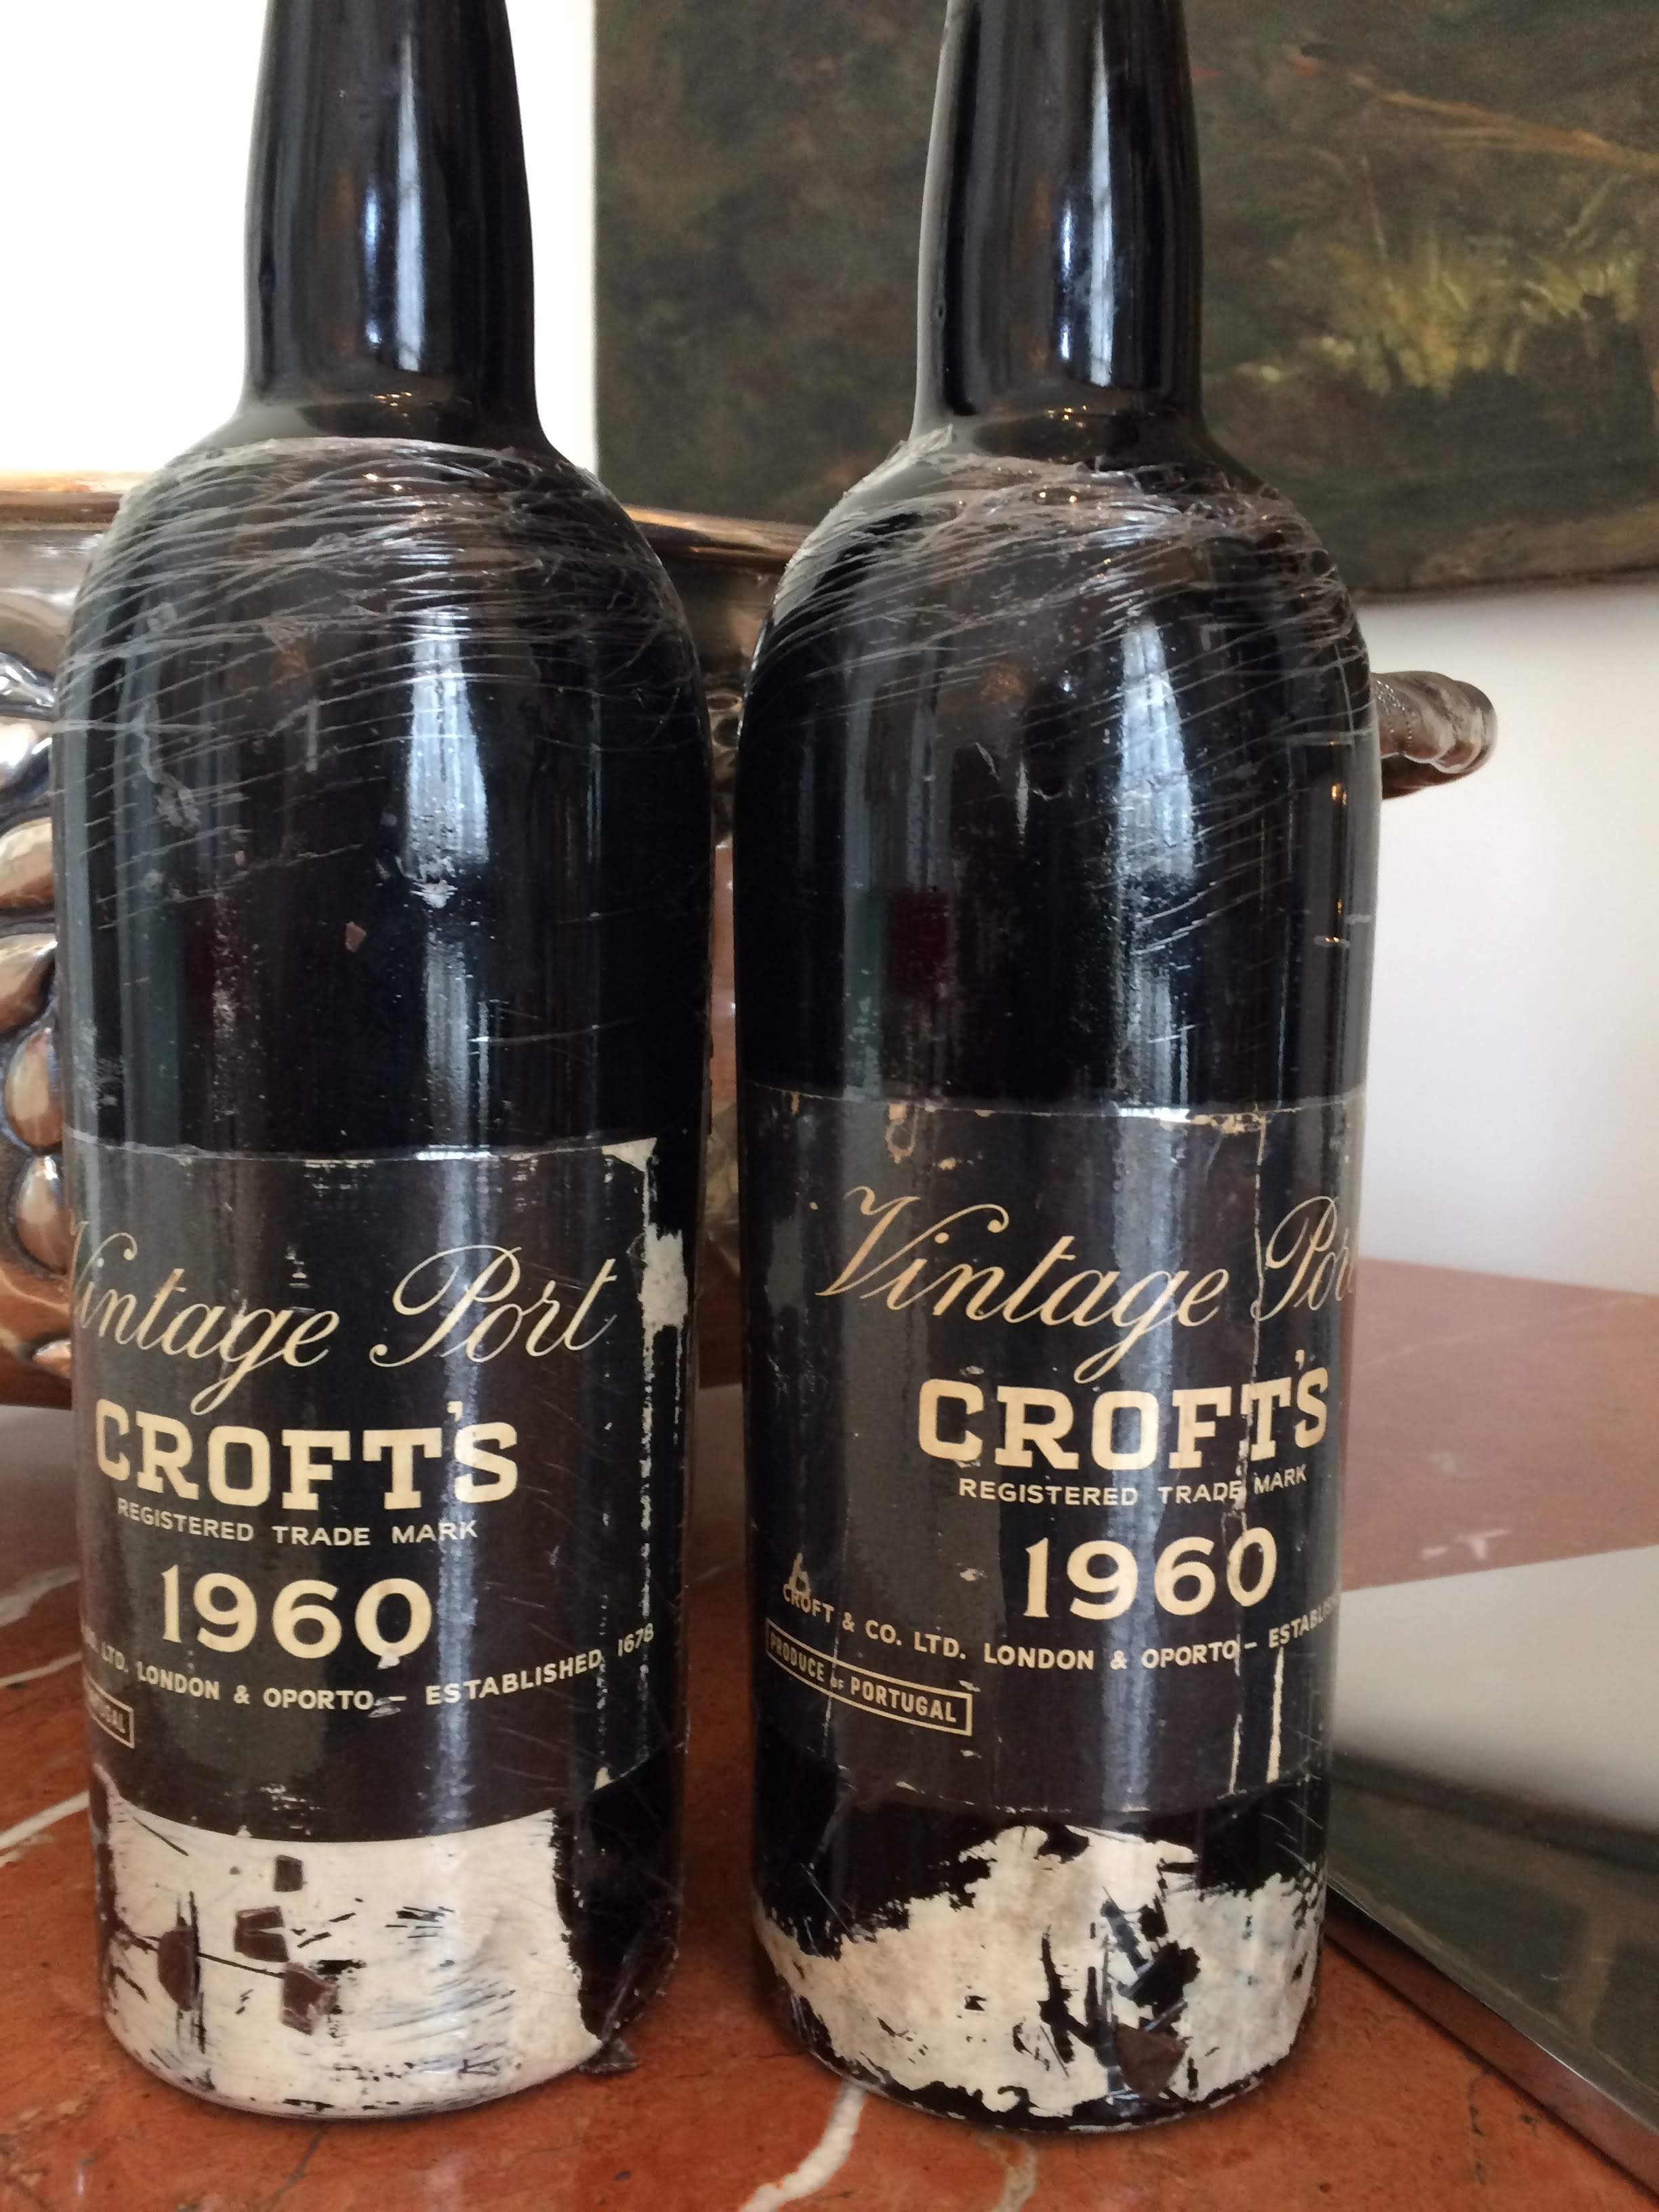 Vintage Port
CROFT'S
REGISTERED TRADE MARK
1960
LTD. LONDON & OPORTO – ESTABLISHED 1678
Vintage Port
CROFT'S
REGISTERED TRADE MARK
1960
CROFT & CO. LTD. LONDON & OPORTO – ESTABLIS
PRODUCE OF PORTUGAL